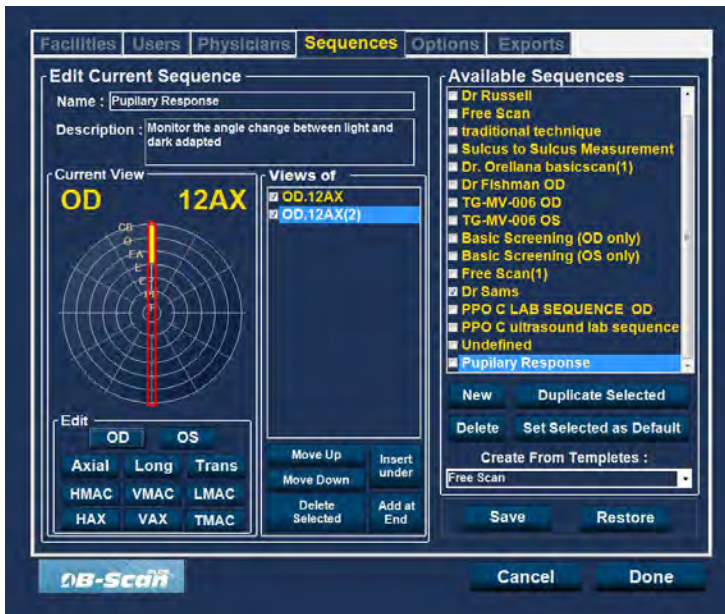 Facilities Users Physicians Sequences Options Exports
Edit Current Sequence
Name : Pupilary Response
Description : Monitor the angle change between light and
dark adapted
Current View
OD 12AX
CB
O
EA
E
Edit
OD OS
Axial Long Trans
HMAC VMAC LMAC
HAX VAX TMAC
Views of
OD.12AX
OD.12AX(2)
Move Up
Move Down
Insert
under
Delete
Selected
Add at
End
Available Sequences
Dr Russell
Free Scan
traditional technique
Sulcus to Sulcus Measurement
Dr. Orellana basicscan(1)
Dr Fishman OD
TG-MV-006 OD
TG-MV-006 OS
Basic Screening (OD only)
Basic Screening (OS only)
Free Scan(1)
Dr Sams
PPO C LAB SEQUENCE OD
PPO C ultrasound lab sequence
Undefined
Pupilary Response
New Duplicate Selected
Delete Set Selected as Default
Create From Templetes :
Free Scan
Save Restore
B-Scan plus
Cancel Done